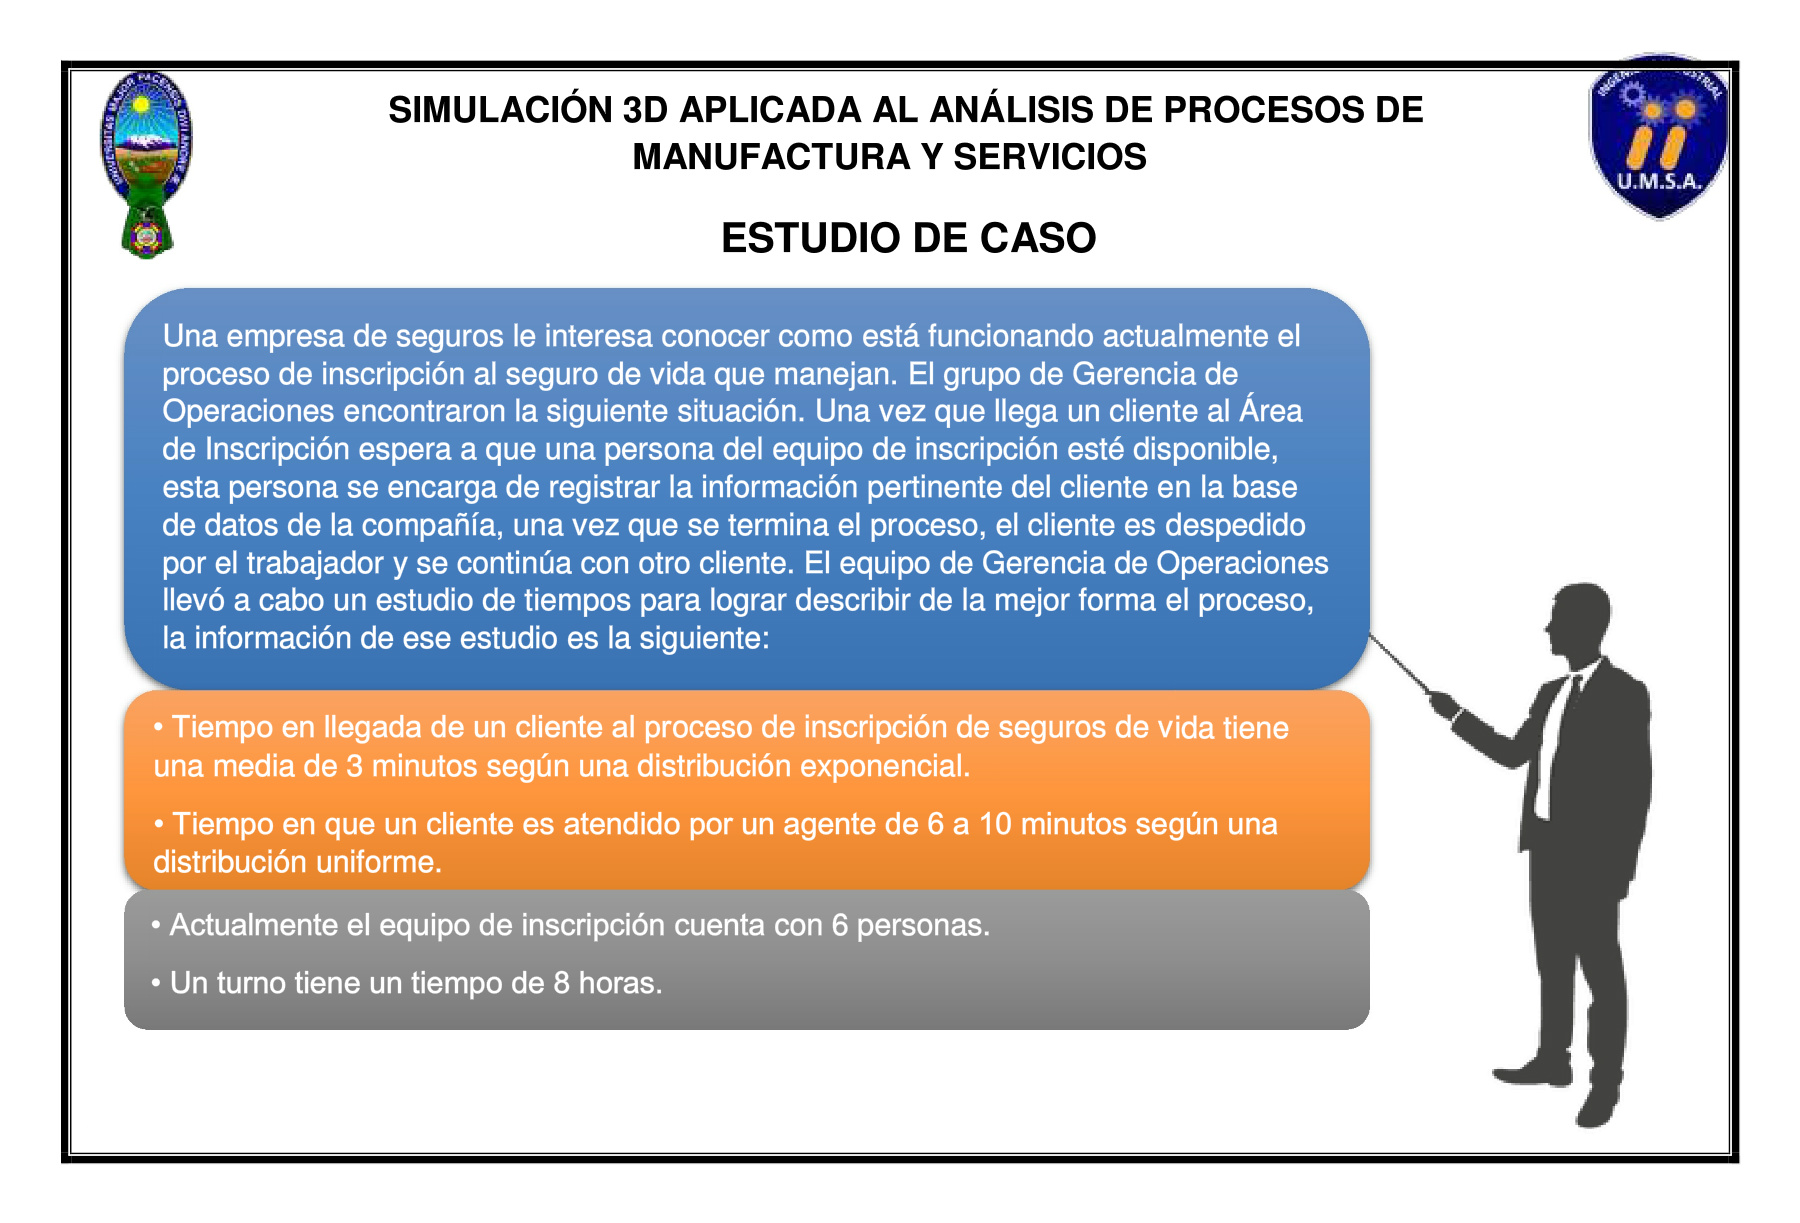 SIMULACIÓN 3D APLICADA AL ANÁLISIS DE PROCESOS DE
MANUFACTURA Y SERVICIOS
U.M.S.A.
ESTUDIO DE CASO
Una empresa de seguros le interesa conocer como está funcionando actualmente el
proceso de inscripción al seguro de vida que manejan. El grupo de Gerencia de
Operaciones encontraron la siguiente situación. Una vez que llega un cliente al Área
de Inscripción espera a que una persona del equipo de inscripción esté disponible,
esta persona se encarga de registrar la información pertinente del cliente en la base
de datos de la compañía, una vez que se termina el proceso, el cliente es despedido
por el trabajador y se continúa con otro cliente. El equipo de Gerencia de Operaciones
llevó a cabo un estudio de tiempos para lograr describir de la mejor forma el proceso,
la información de ese estudio es la siguiente:
• Tiempo en llegada de un cliente al proceso de inscripción de seguros de vida tiene
una media de 3 minutos según una distribución exponencial.
• Tiempo en que un cliente es atendido por un agente de 6 a 10 minutos según una
distribución uniforme.
• Actualmente el equipo de inscripción cuenta con 6 personas.
• Un turno tiene un tiempo de 8 horas.